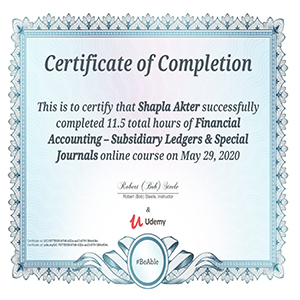 Certificate of Completion
This is to certify that Shapla Akter successfully
completed 11.5 total hours of Financial
Accounting – Subsidiary Ledgers & Special
Journals online course on May 29, 2020
Robert (Bob) Steele
Robert (Bob) Steele, Instructor
&
Udemy
#BeAble